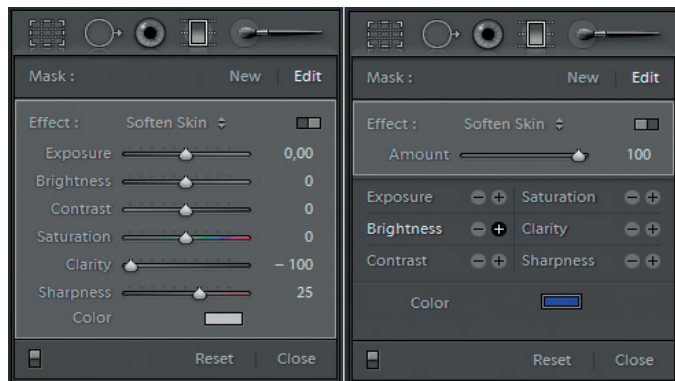 Mask : New Edit
Effect : Soften Skin
Exposure 0,00
Brightness 0
Contrast 0
Saturation 0
Clarity – 100
Sharpness 25
Color
Reset Close
Mask : New Edit
Effect : Soften Skin
Amount 100
Exposure Saturation
Brightness Clarity
Contrast Sharpness
Color
Reset Close